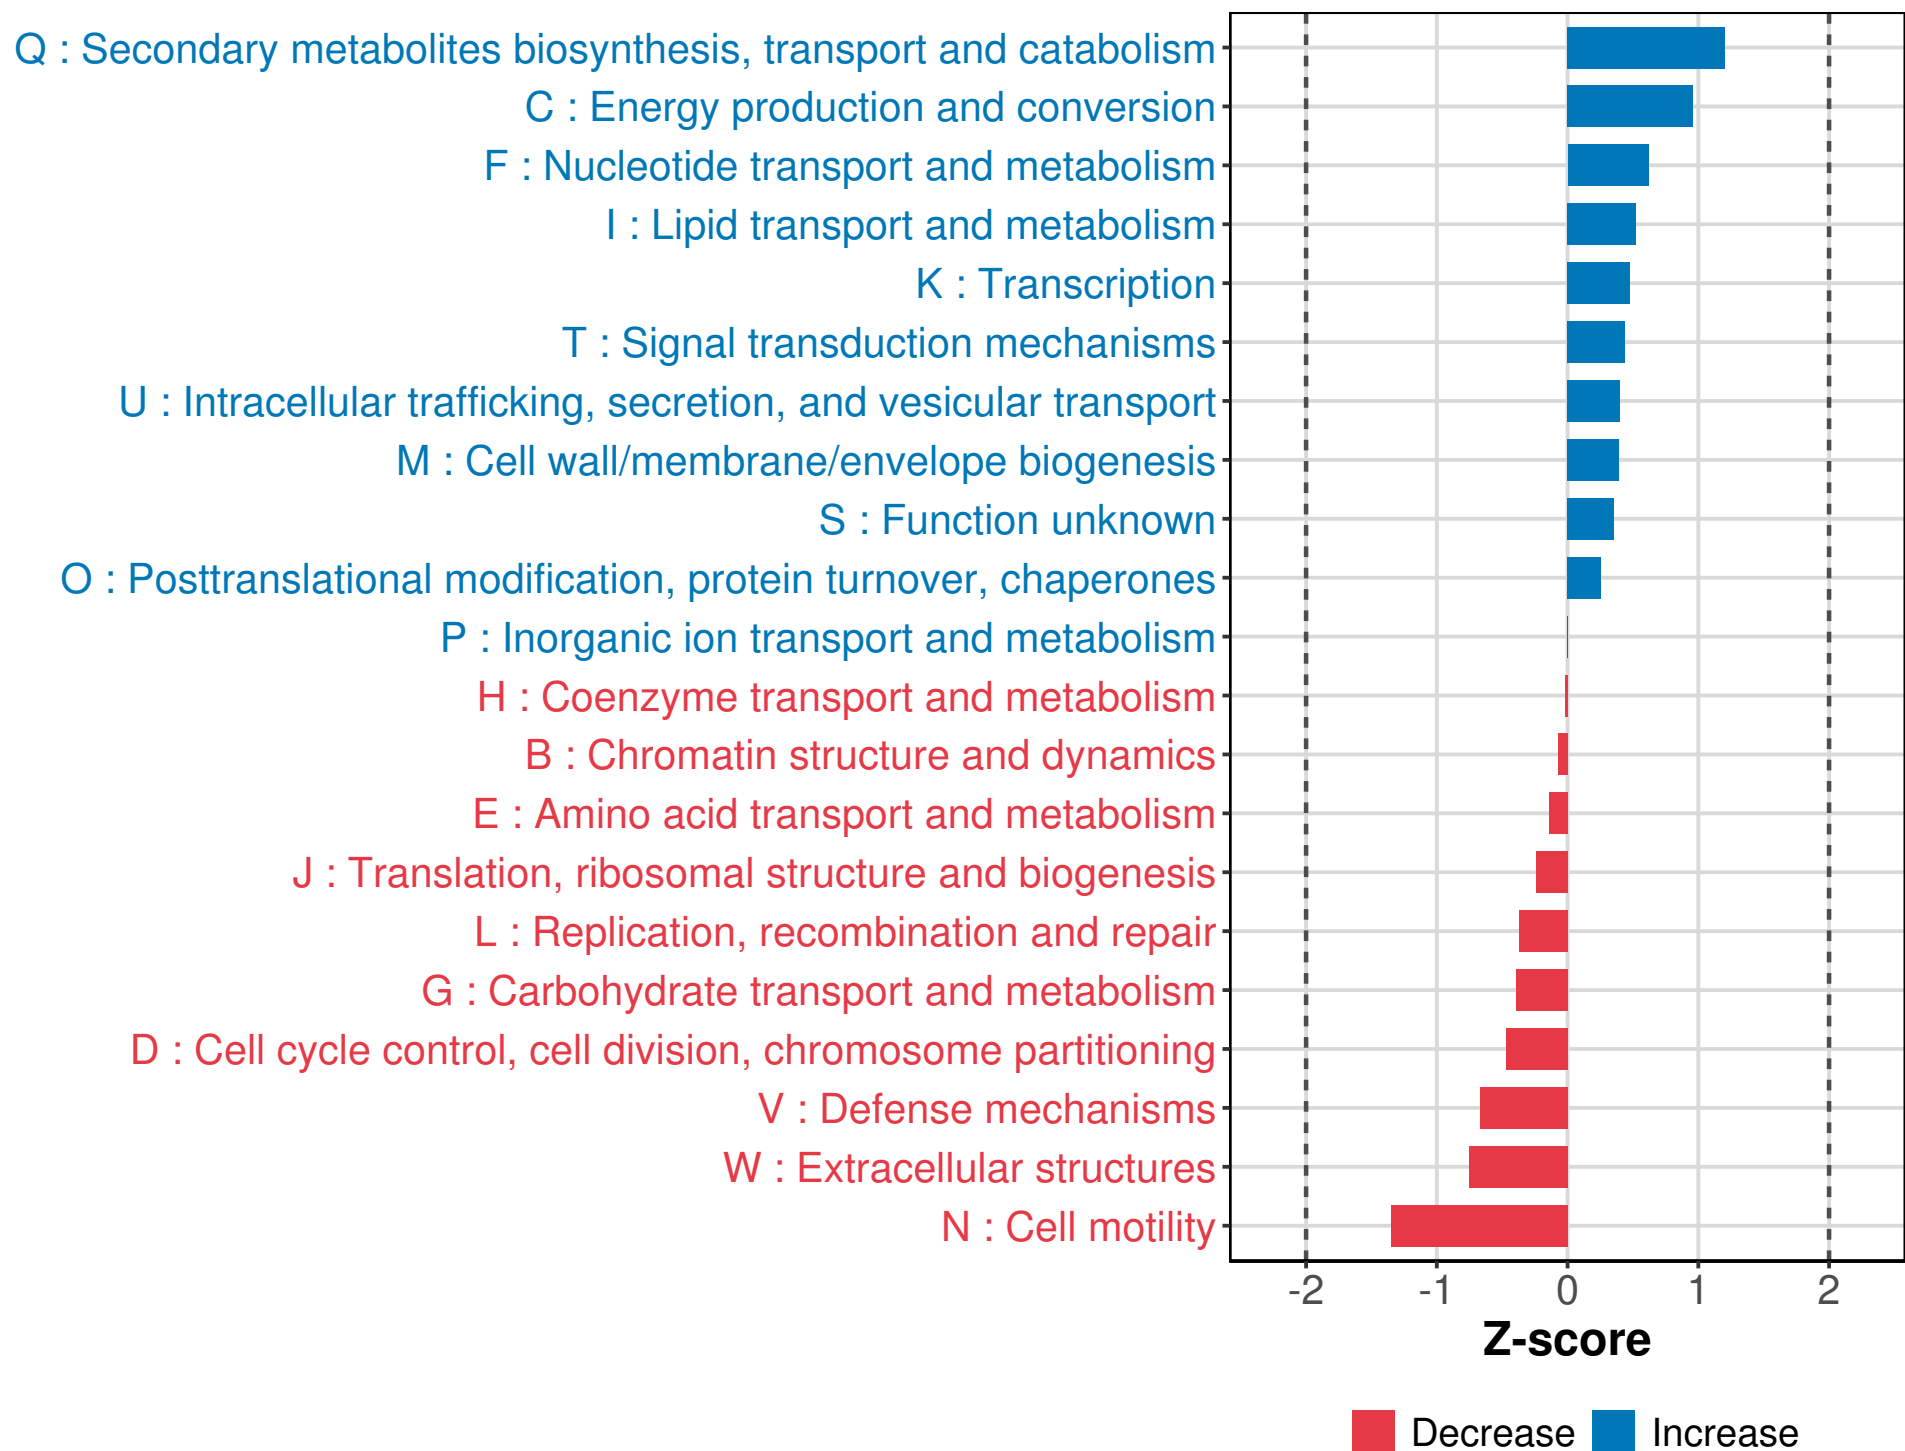 Q : Secondary metabolites biosynthesis, transport and catabolism
C : Energy production and conversion
F : Nucleotide transport and metabolism
I : Lipid transport and metabolism
K : Transcription
T : Signal transduction mechanisms
U : Intracellular trafficking, secretion, and vesicular transport
M : Cell wall/membrane/envelope biogenesis
S : Function unknown
O : Posttranslational modification, protein turnover, chaperones
P : Inorganic ion transport and metabolism
H : Coenzyme transport and metabolism
B : Chromatin structure and dynamics
E : Amino acid transport and metabolism
J : Translation, ribosomal structure and biogenesis
L : Replication, recombination and repair
G : Carbohydrate transport and metabolism
D : Cell cycle control, cell division, chromosome partitioning
V : Defense mechanisms
W : Extracellular structures
N : Cell motility
-2 -1 0 1 2
Z-score
Decrease Increase